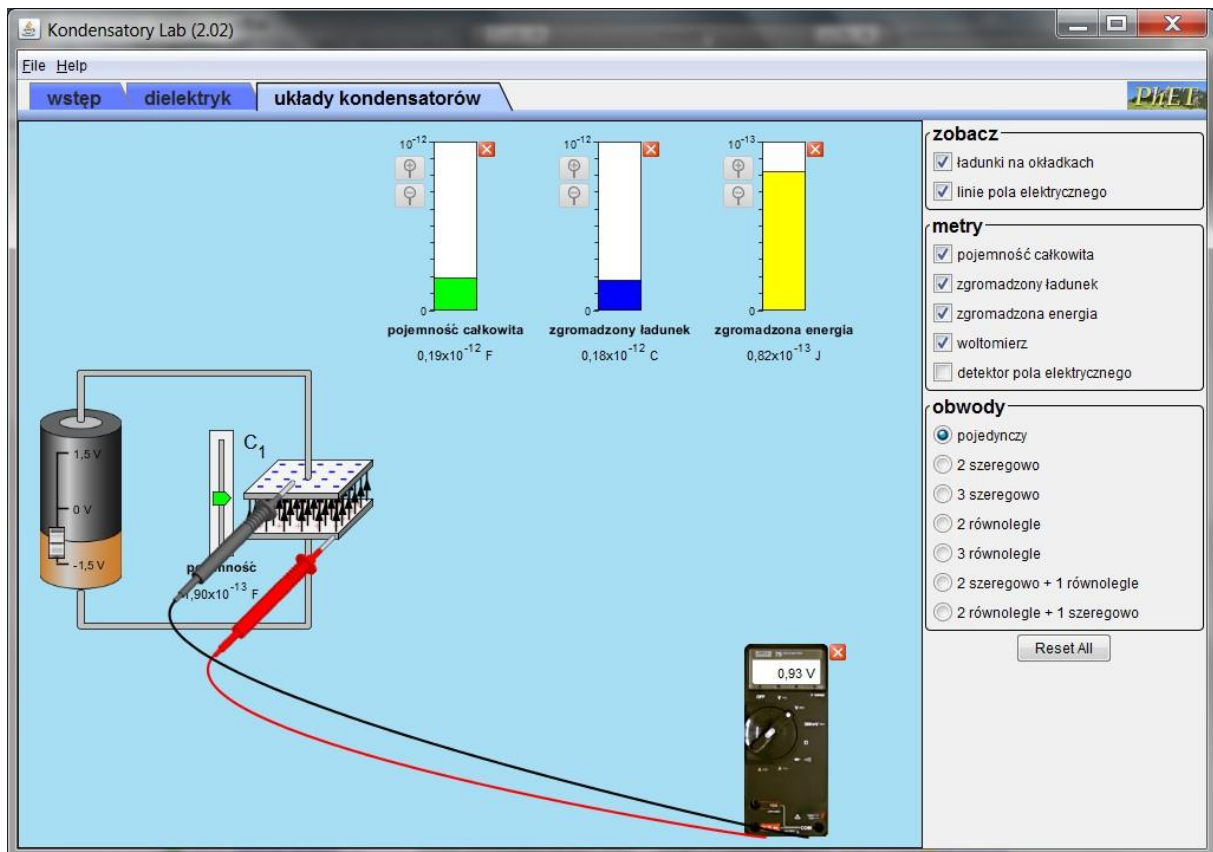 Kondensatory Lab (2.02)
File Help
wstęp dielektryk układy kondensatorów
PhET
10⁻¹² 10⁻¹² 10⁻¹³
0 0 0
pojemność całkowita zgromadzony ładunek zgromadzona energia
0,19x10⁻¹² F 0,18x10⁻¹² C 0,82x10⁻¹³ J
1,5 V
0 V
-1,5 V
C₁
1,90x10⁻¹³ F
0,93 V
zobacz
ładunki na okładkach
linie pola elektrycznego
metry
pojemność całkowita
zgromadzony ładunek
zgromadzona energia
woltomierz
detektor pola elektrycznego
obwody
pojedynczy
2 szeregowo
3 szeregowo
2 równolegle
3 równolegle
2 szeregowo + 1 równolegle
2 równolegle + 1 szeregowo
Reset All